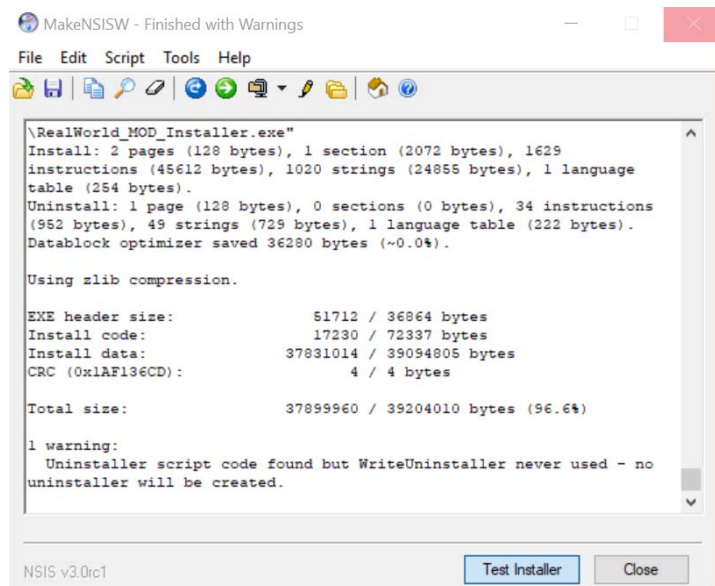 MakeNSISW - Finished with Warnings
File Edit Script Tools Help
\RealWorld_MOD_Installer.exe"
Install: 2 pages (128 bytes), 1 section (2072 bytes), 1629
instructions (45612 bytes), 1020 strings (24855 bytes), 1 language
table (254 bytes).
Uninstall: 1 page (128 bytes), 0 sections (0 bytes), 34 instructions
(952 bytes), 49 strings (729 bytes), 1 language table (222 bytes).
Datablock optimizer saved 36280 bytes (~0.0%).
Using zlib compression.
EXE header size: 51712 / 36864 bytes
Install code: 17230 / 72337 bytes
Install data: 37831014 / 39094805 bytes
CRC (0x1AF136CD): 4 / 4 bytes
Total size: 37899960 / 39204010 bytes (96.6%)
1 warning:
Uninstaller script code found but WriteUninstaller never used - no
uninstaller will be created.
NSIS v3.0rc1 Test Installer Close